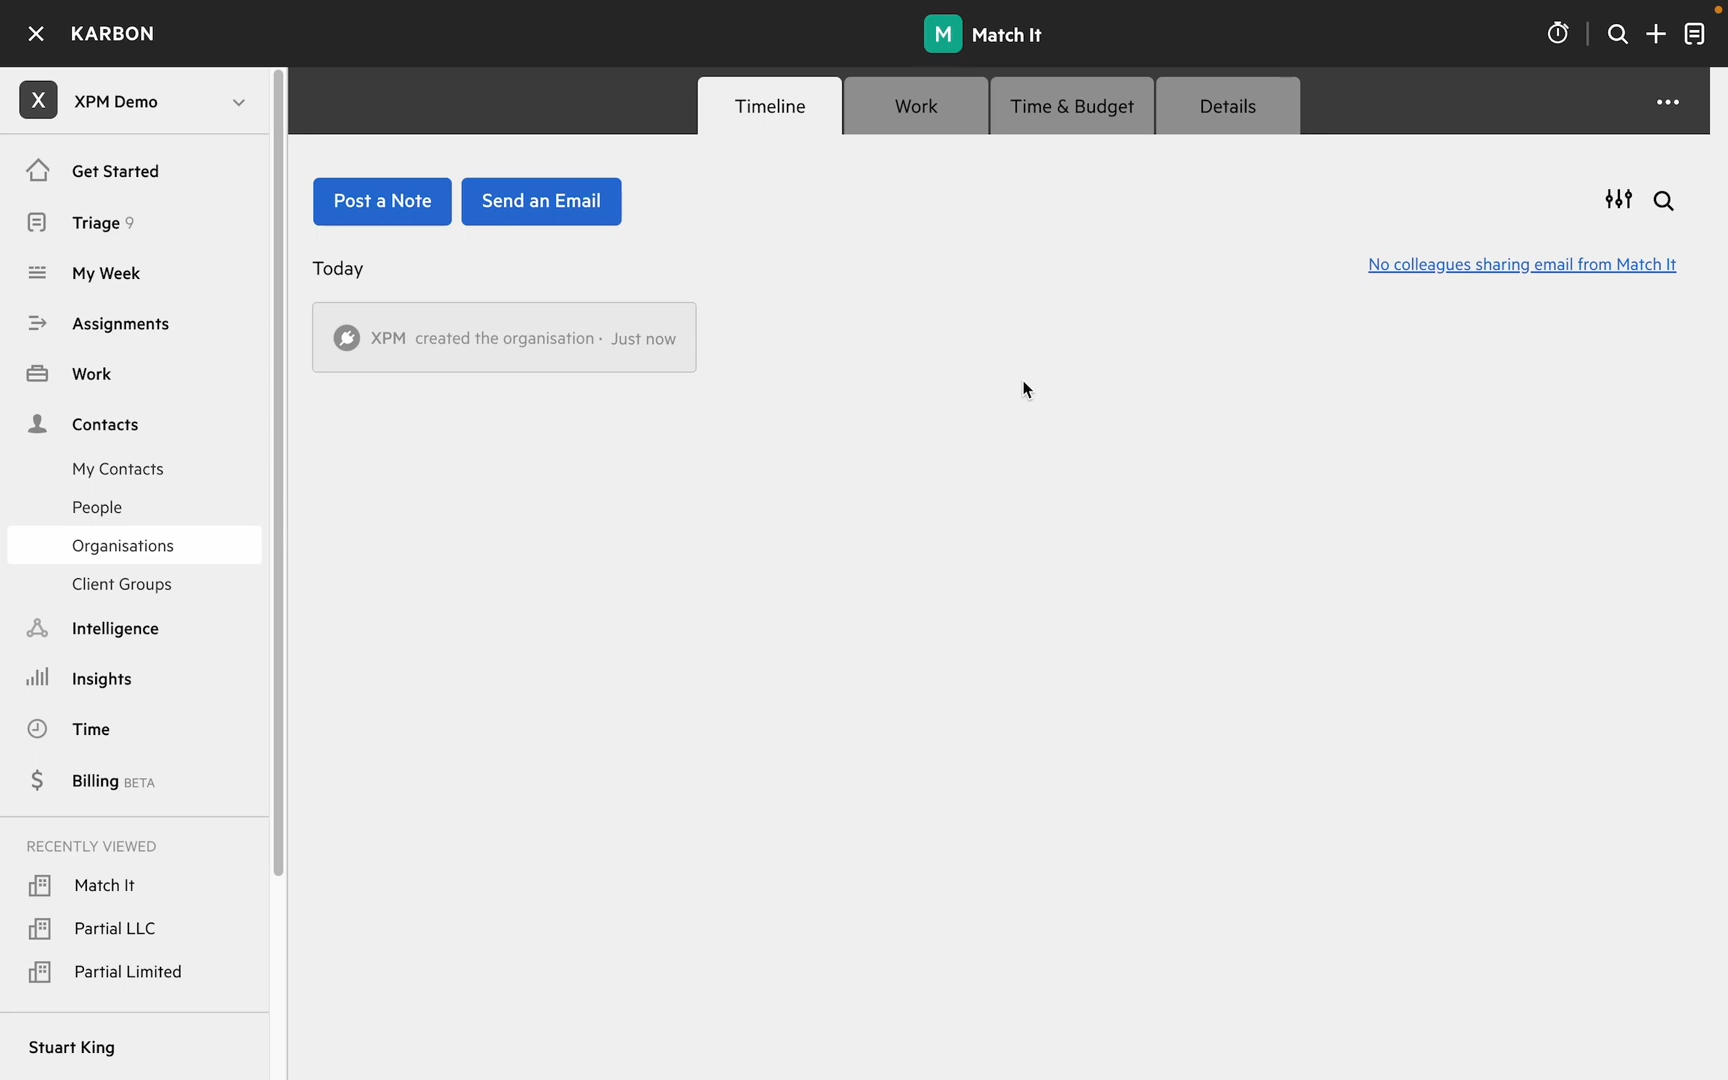 KARBON
M Match It
X XPM Demo
Timeline
Work
Time & Budget
Details
Get Started
Triage 9
My Week
Assignments
Work
Contacts
My Contacts
People
Organisations
Client Groups
Intelligence
Insights
Time
Billing BETA
RECENTLY VIEWED
Match It
Partial LLC
Partial Limited
Stuart King
Post a Note
Send an Email
Today
No colleagues sharing email from Match It
XPM created the organisation · Just now